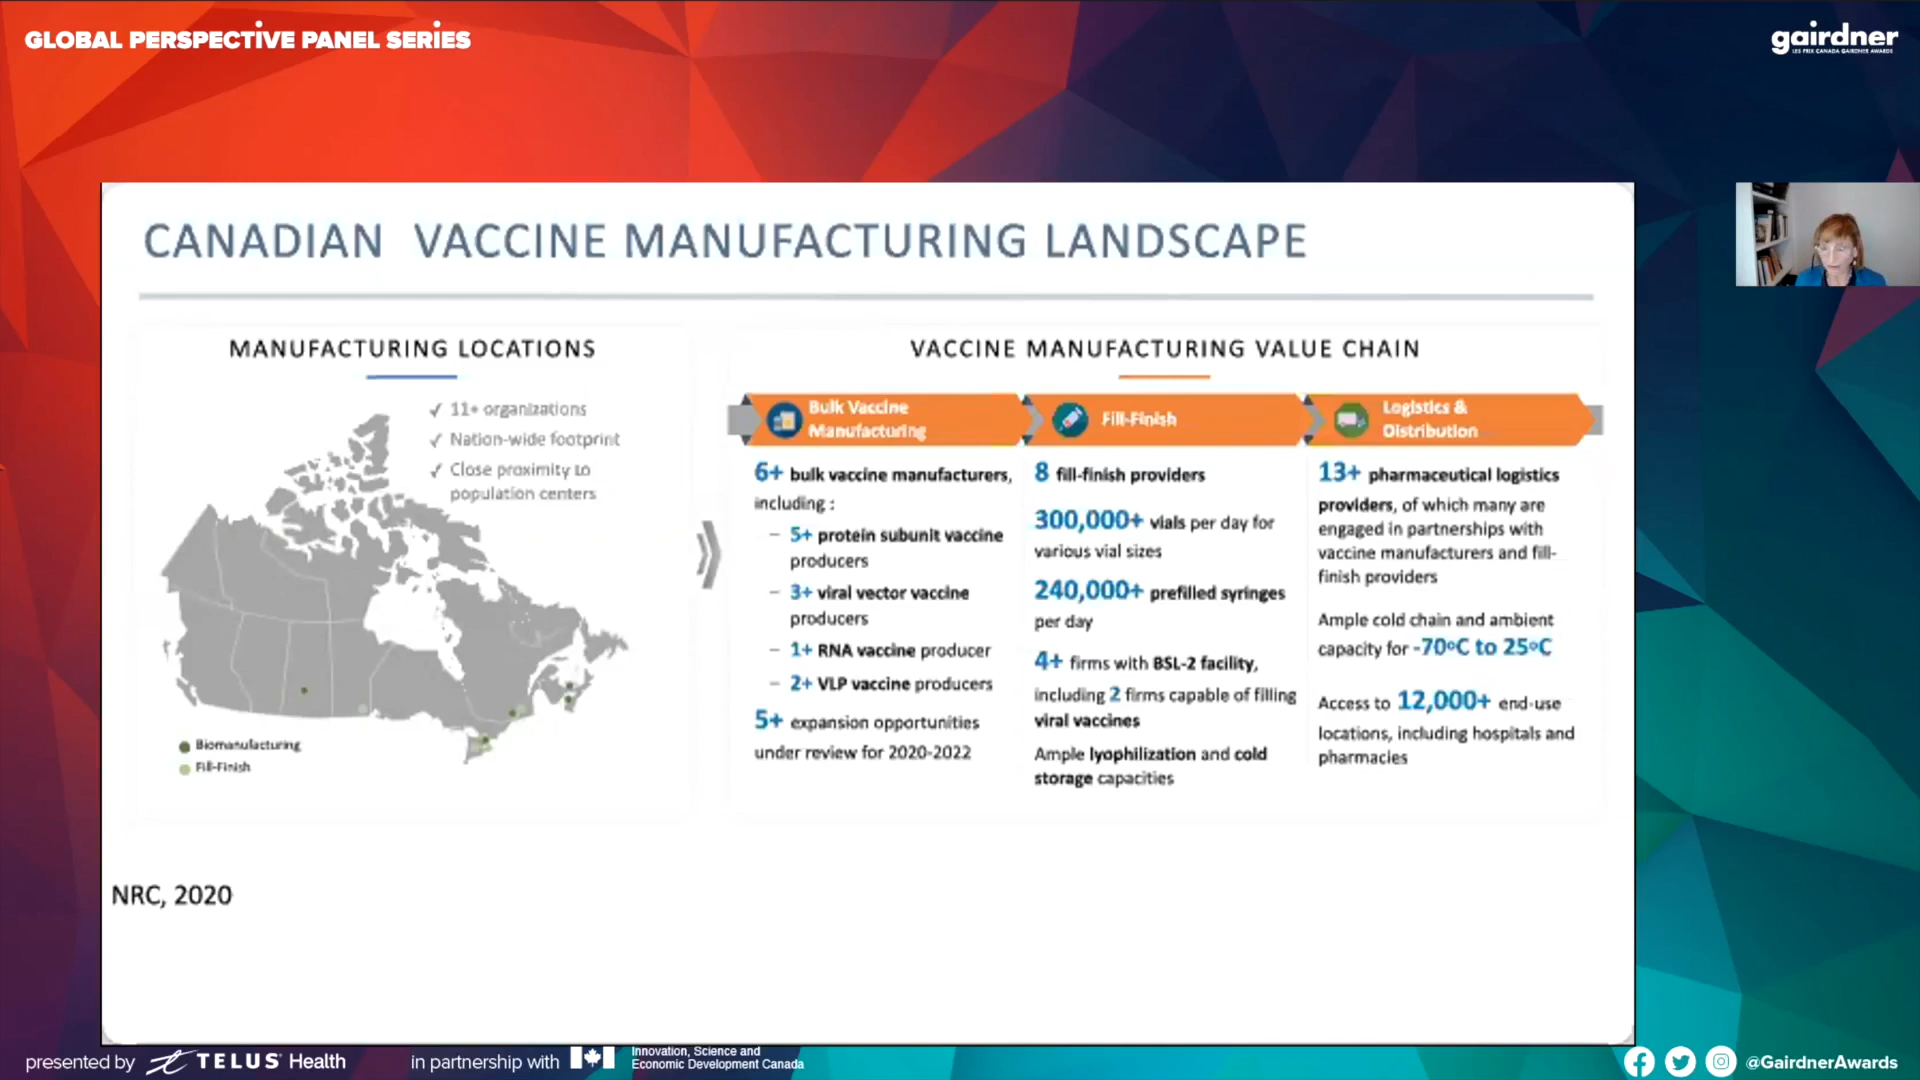 GLOBAL PERSPECTIVE PANEL SERIES
gairdner
LES PRIX CANADA GAIRDNER AWARDS
CANADIAN VACCINE MANUFACTURING LANDSCAPE
MANUFACTURING LOCATIONS
✓ 11+ organizations
✓ Nation-wide footprint
✓ Close proximity to
population centers
Biomanufacturing
Fill-Finish
VACCINE MANUFACTURING VALUE CHAIN
Bulk Vaccine
Manufacturing
6+ bulk vaccine manufacturers,
including :
– 5+ protein subunit vaccine
producers
– 3+ viral vector vaccine
producers
– 1+ RNA vaccine producer
– 2+ VLP vaccine producers
5+ expansion opportunities
under review for 2020-2022
Fill-Finish
8 fill-finish providers
300,000+ vials per day for
various vial sizes
240,000+ prefilled syringes
per day
4+ firms with BSL-2 facility,
including 2 firms capable of filling
viral vaccines
Ample lyophilization and cold
storage capacities
Logistics &
Distribution
13+ pharmaceutical logistics
providers, of which many are
engaged in partnerships with
vaccine manufacturers and fill-
finish providers
Ample cold chain and ambient
capacity for -70ºC to 25ºC
Access to 12,000+ end-use
locations, including hospitals and
pharmacies
NRC, 2020
presented by TELUS Health
in partnership with
Innovation, Science and
Economic Development Canada
@GairdnerAwards